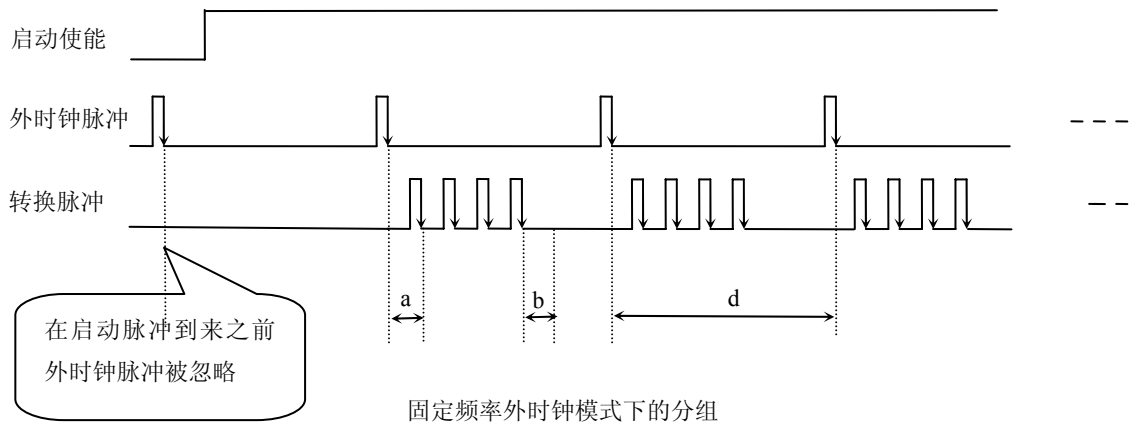 启动使能
外时钟脉冲
转换脉冲
a
b
d
在启动脉冲到来之前
外时钟脉冲被忽略
固定频率外时钟模式下的分组